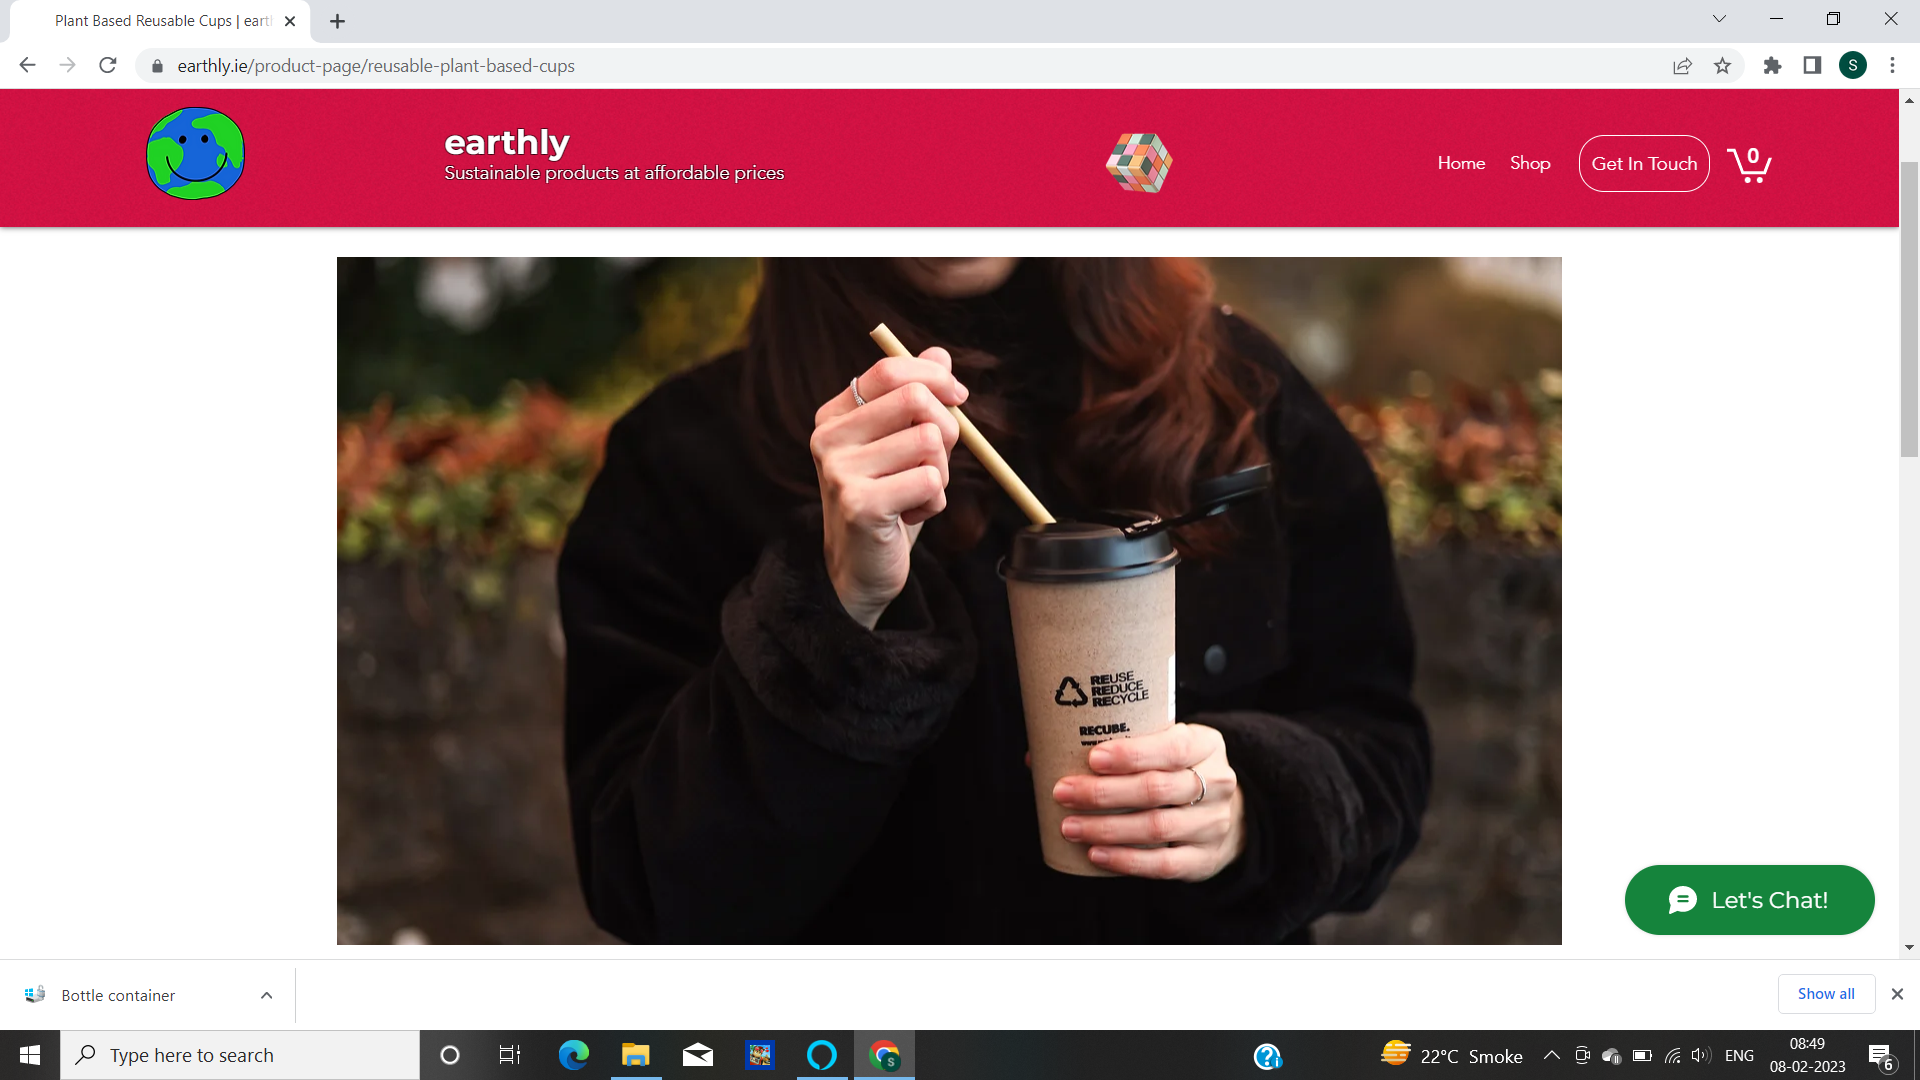 Plant Based Reusable Cups | eart
earthly.ie/product-page/reusable-plant-based-cups
S
earthly
Sustainable products at affordable prices
Home
Shop
Get In Touch
0
REUSE
REDUCE
RECYCLE
RECUBE.
Let's Chat!
Bottle container
Show all
Type here to search
S
22°C Smoke
ENG
08:49
08-02-2023
6